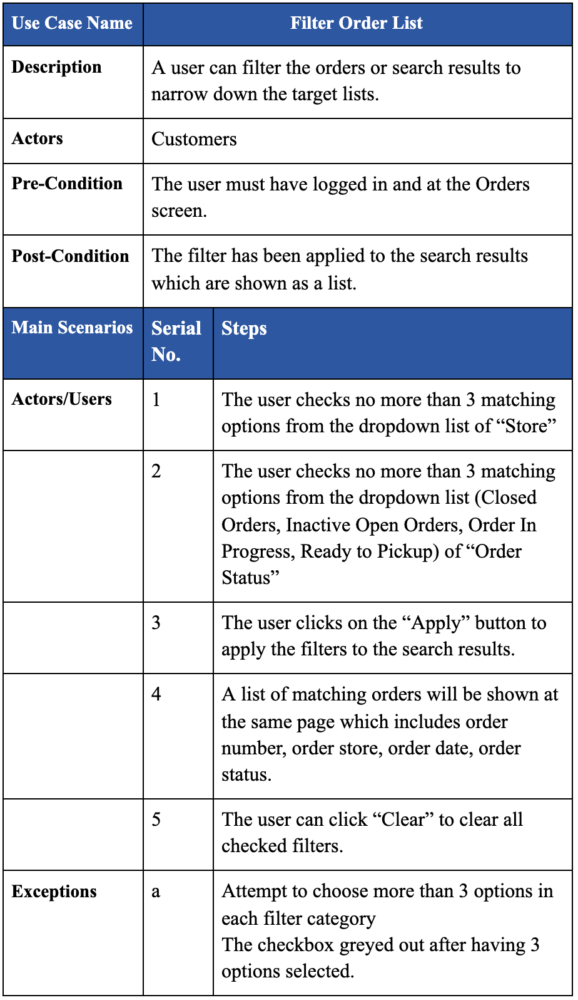 Use Case Name
Filter Order List
Description
A user can filter the orders or search results to
narrow down the target lists.
Actors
Customers
Pre-Condition
The user must have logged in and at the Orders
screen.
Post-Condition
The filter has been applied to the search results
which are shown as a list.
Main Scenarios
Serial
No.
Steps
Actors/Users
1
The user checks no more than 3 matching
options from the dropdown list of “Store”
2
The user checks no more than 3 matching
options from the dropdown list (Closed
Orders, Inactive Open Orders, Order In
Progress, Ready to Pickup) of “Order
Status”
3
The user clicks on the “Apply” button to
apply the filters to the search results.
4
A list of matching orders will be shown at
the same page which includes order
number, order store, order date, order
status.
5
The user can click “Clear” to clear all
checked filters.
Exceptions
a
Attempt to choose more than 3 options in
each filter category
The checkbox greyed out after having 3
options selected.